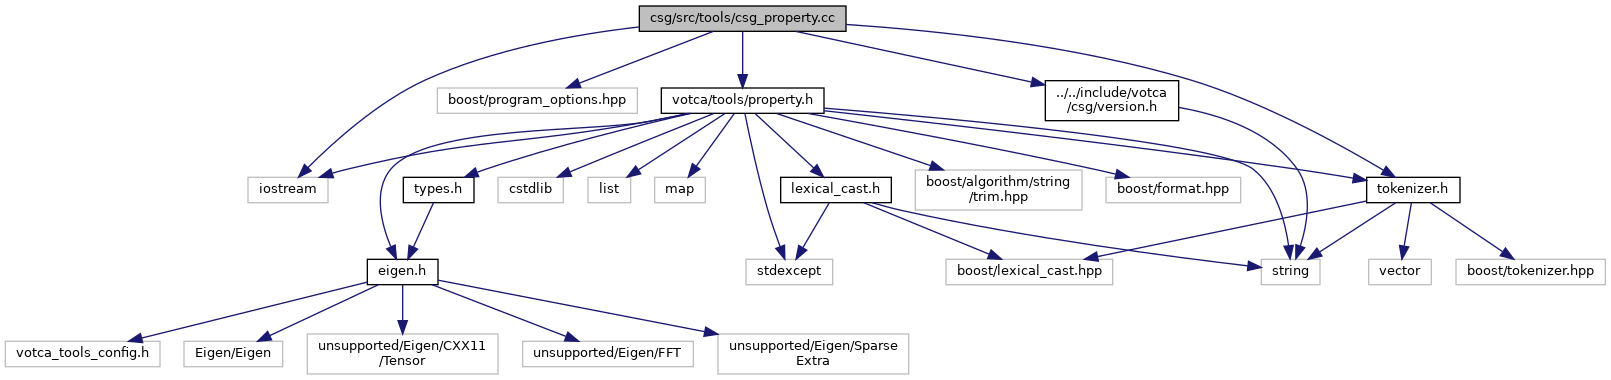 csg/src/tools/csg_property.cc
boost/program_options.hpp
votca/tools/property.h
../../include/votca
/csg/version.h
iostream
types.h
cstdlib
list
map
lexical_cast.h
boost/algorithm/string
/trim.hpp
boost/format.hpp
tokenizer.h
eigen.h
stdexcept
boost/lexical_cast.hpp
string
vector
boost/tokenizer.hpp
votca_tools_config.h
Eigen/Eigen
unsupported/Eigen/CXX11
/Tensor
unsupported/Eigen/FFT
unsupported/Eigen/Sparse
Extra